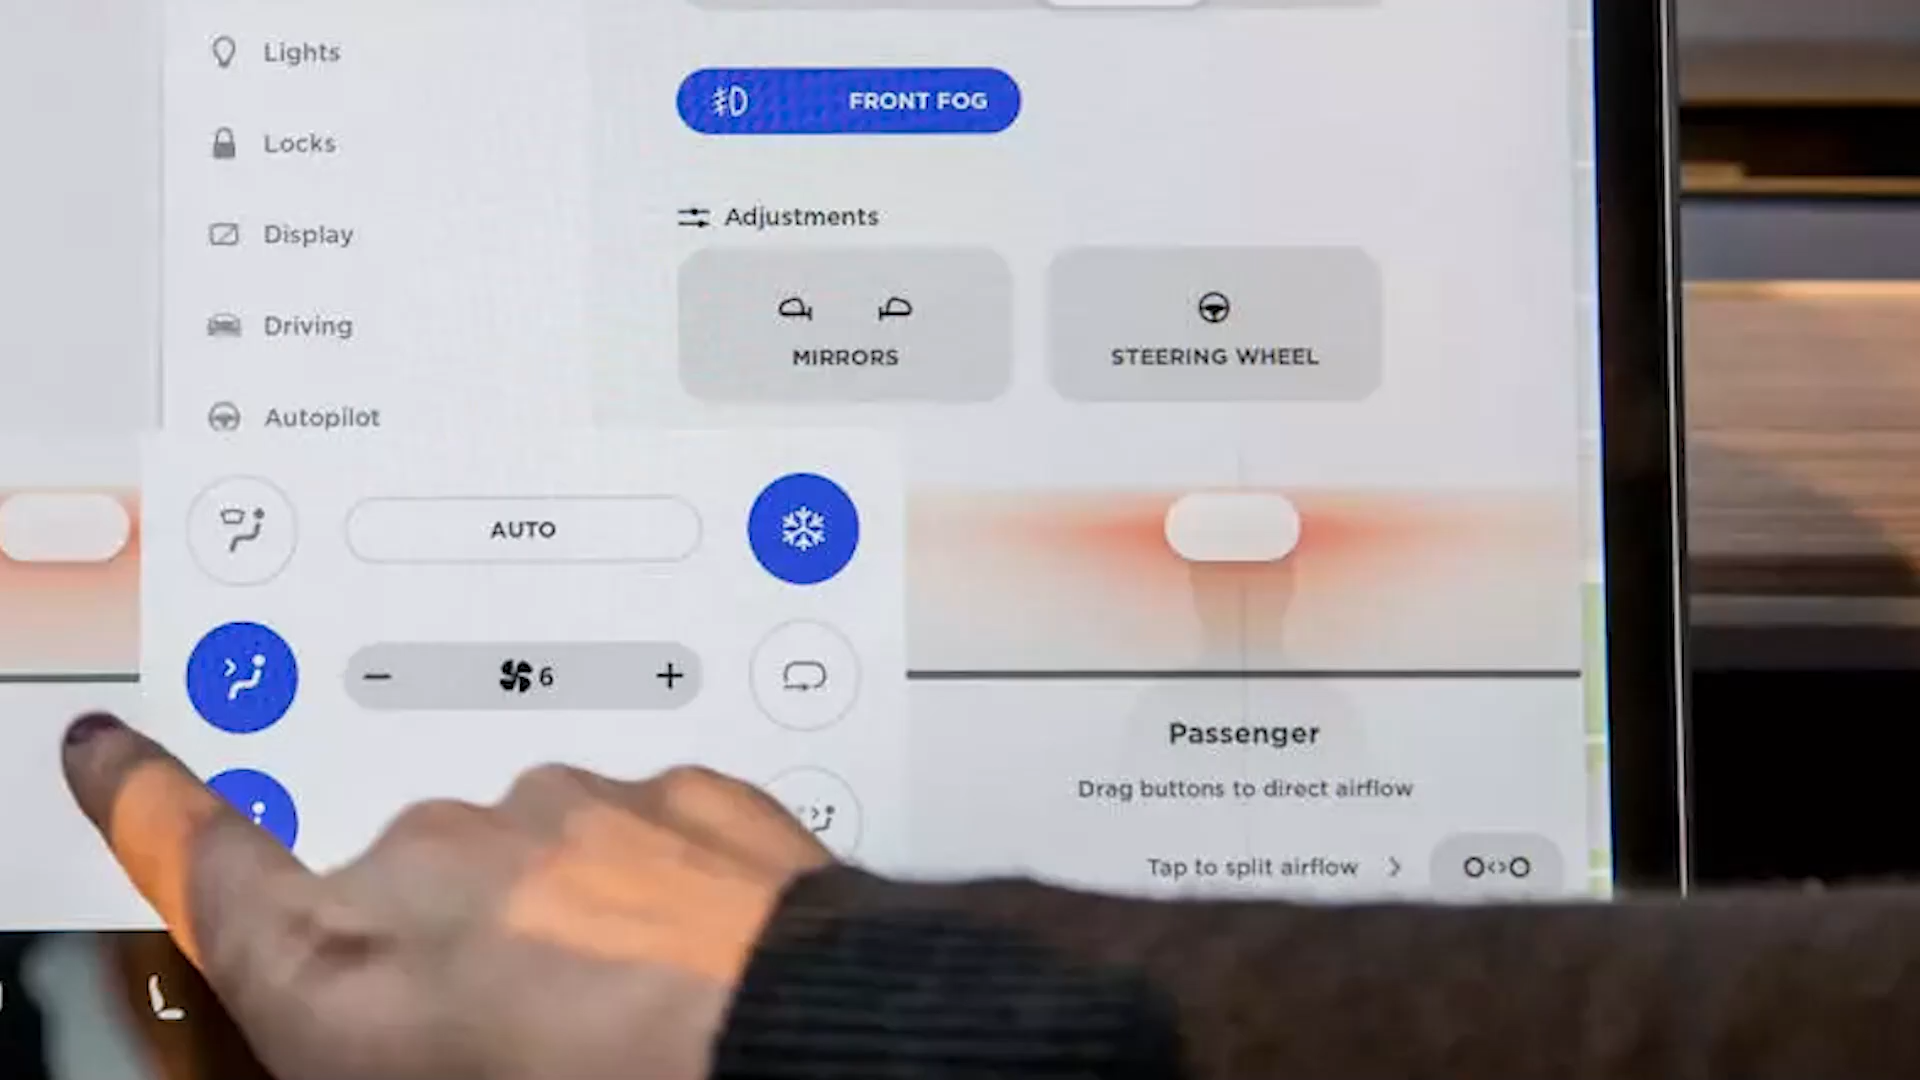 Lights
FRONT FOG
Locks
Adjustments
Display
Driving
MIRRORS
STEERING WHEEL
Autopilot
AUTO
6
Passenger
Drag buttons to direct airflow
Tap to split airflow